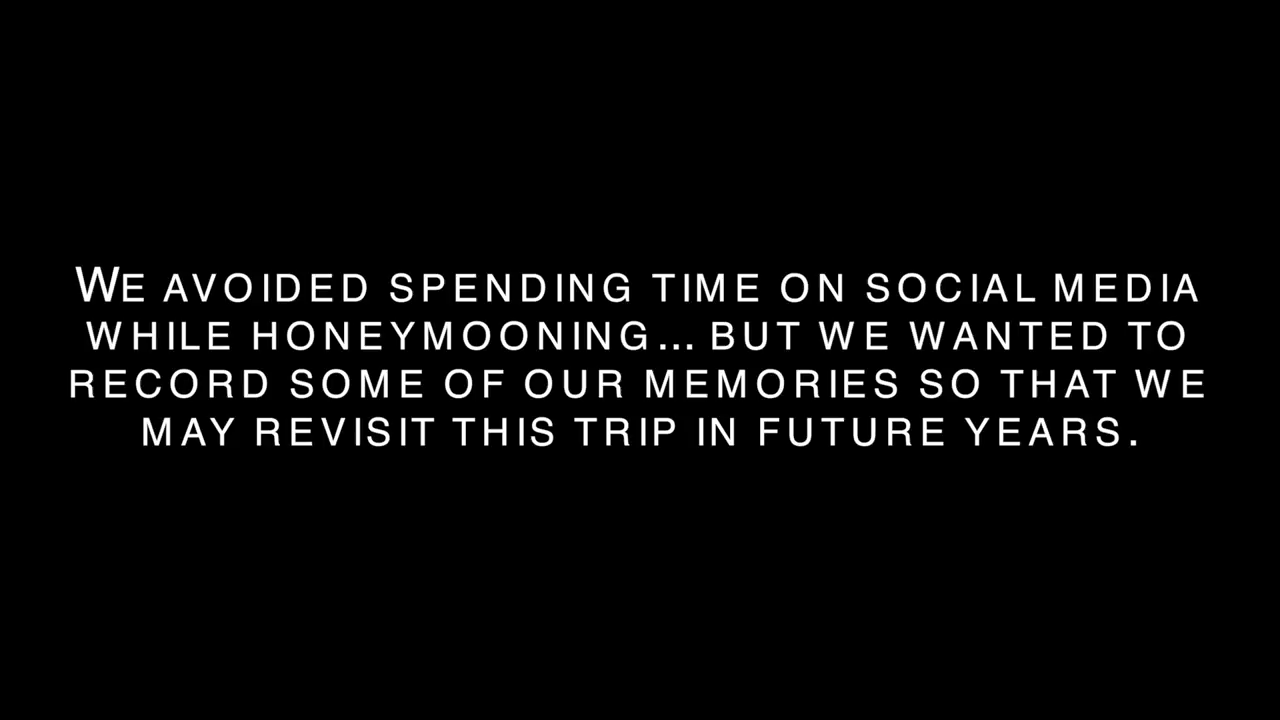 WE AVOIDED SPENDING TIME ON SOCIAL MEDIA
WHILE HONEYMOONING... BUT WE WANTED TO
RECORD SOME OF OUR MEMORIES SO THAT WE
MAY REVISIT THIS TRIP IN FUTURE YEARS.